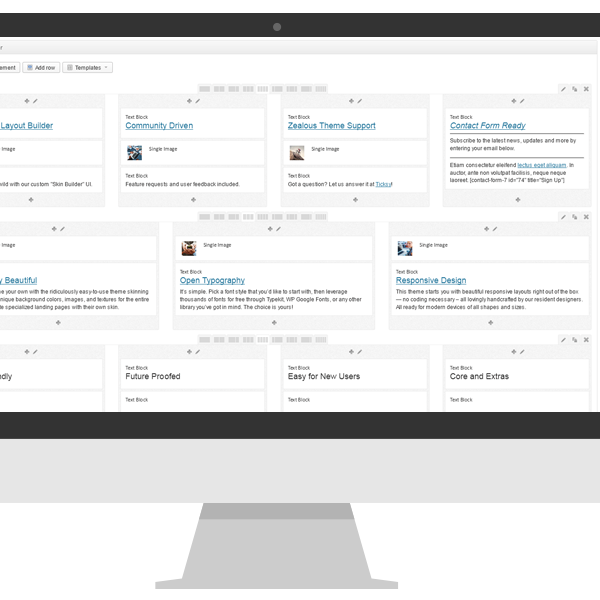 ement
Add row
Templates
Text Block
Layout Builder
Text Block
Community Driven
Text Block
Zealous Theme Support
Text Block
Contact Form Ready
Subscribe to the latest news, updates and more by
entering your email below.
Etiam consectetur eleifend lectus eget aliquam. In
auctor, ante non volutpat facilisis, neque neque
laoreet. [contact-form-7 id="74" title="Sign Up"]
Image
Single Image
Single Image
wild with our custom "Skin Builder" UI.
Text Block
Feature requests and user feedback included.
Text Block
Got a question? Let us answer it at Ticksy!
Image
Single Image
Single Image
y Beautiful
e your own with the ridiculously easy-to-use theme skinning
nique background colors, images, and textures for the entire
te specialized landing pages with their own skin.
Text Block
Open Typography
It's simple. Pick a font style that you'd like to start with, then leverage
thousands of fonts for free through Typekit, WP Google Fonts, or any other
library you've got in mind. The choice is yours!
Text Block
Responsive Design
This theme starts you with beautiful responsive layouts right out of the box
— no coding necessary – all lovingly handcrafted by our resident designers.
All ready for modern devices of all shapes and sizes.
ndly
Text Block
Future Proofed
Text Block
Easy for New Users
Text Block
Core and Extras
Text Block
Text Block
Text Block